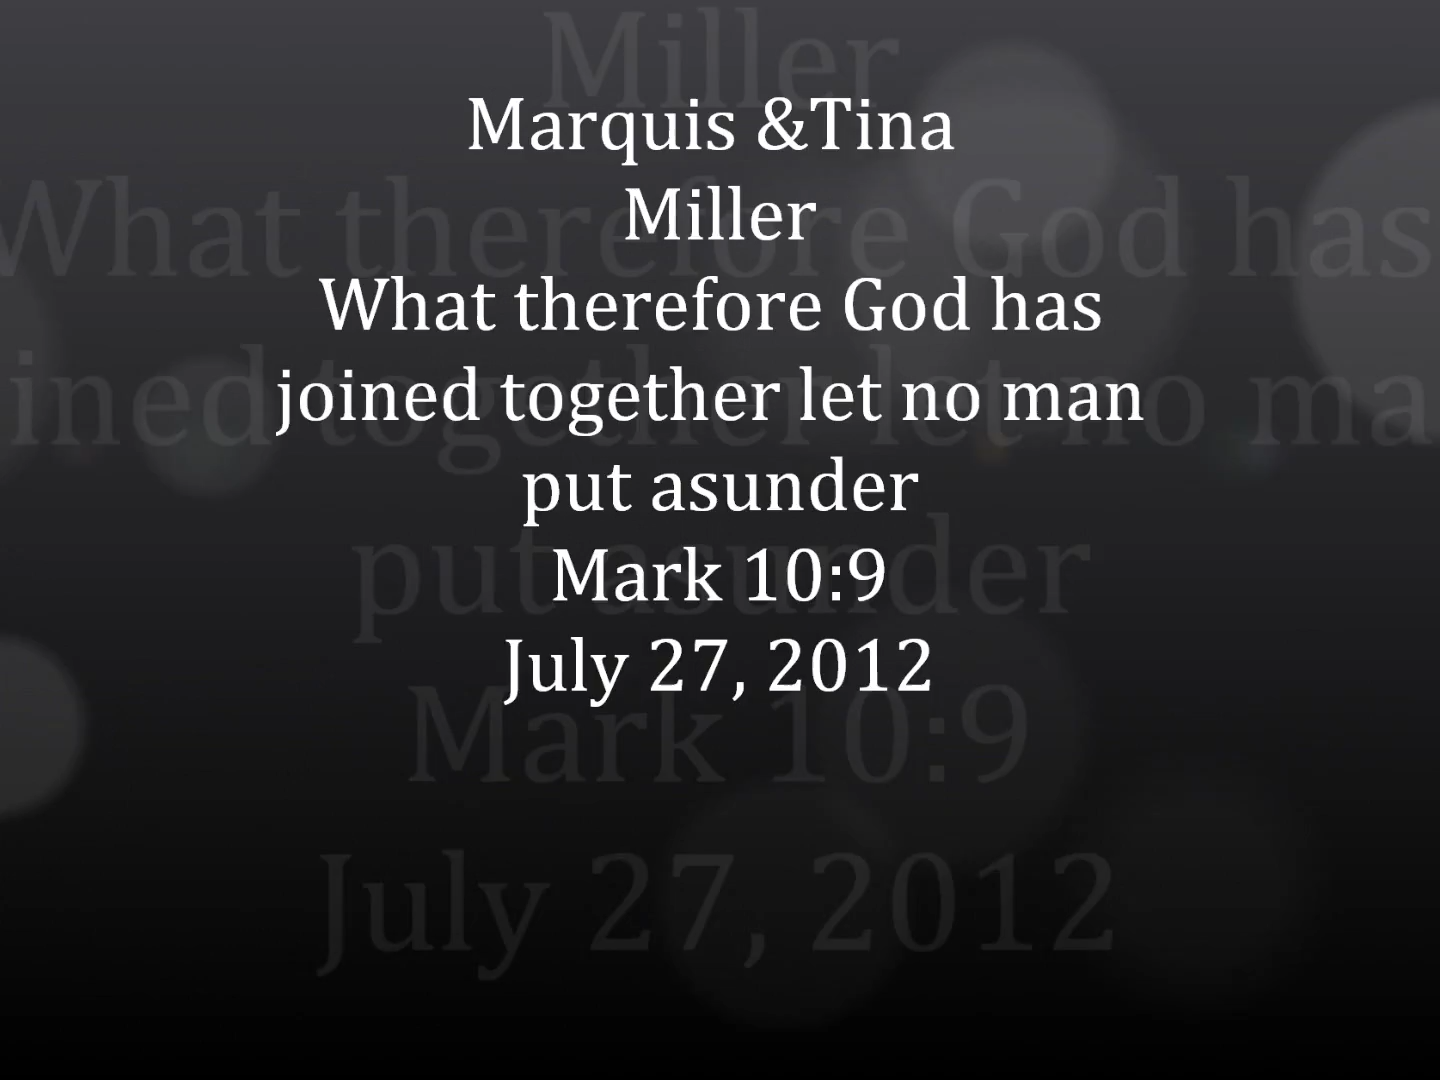 Marquis &Tina
Miller
What therefore God has
joined together let no man
put asunder
Mark 10:9
July 27, 2012